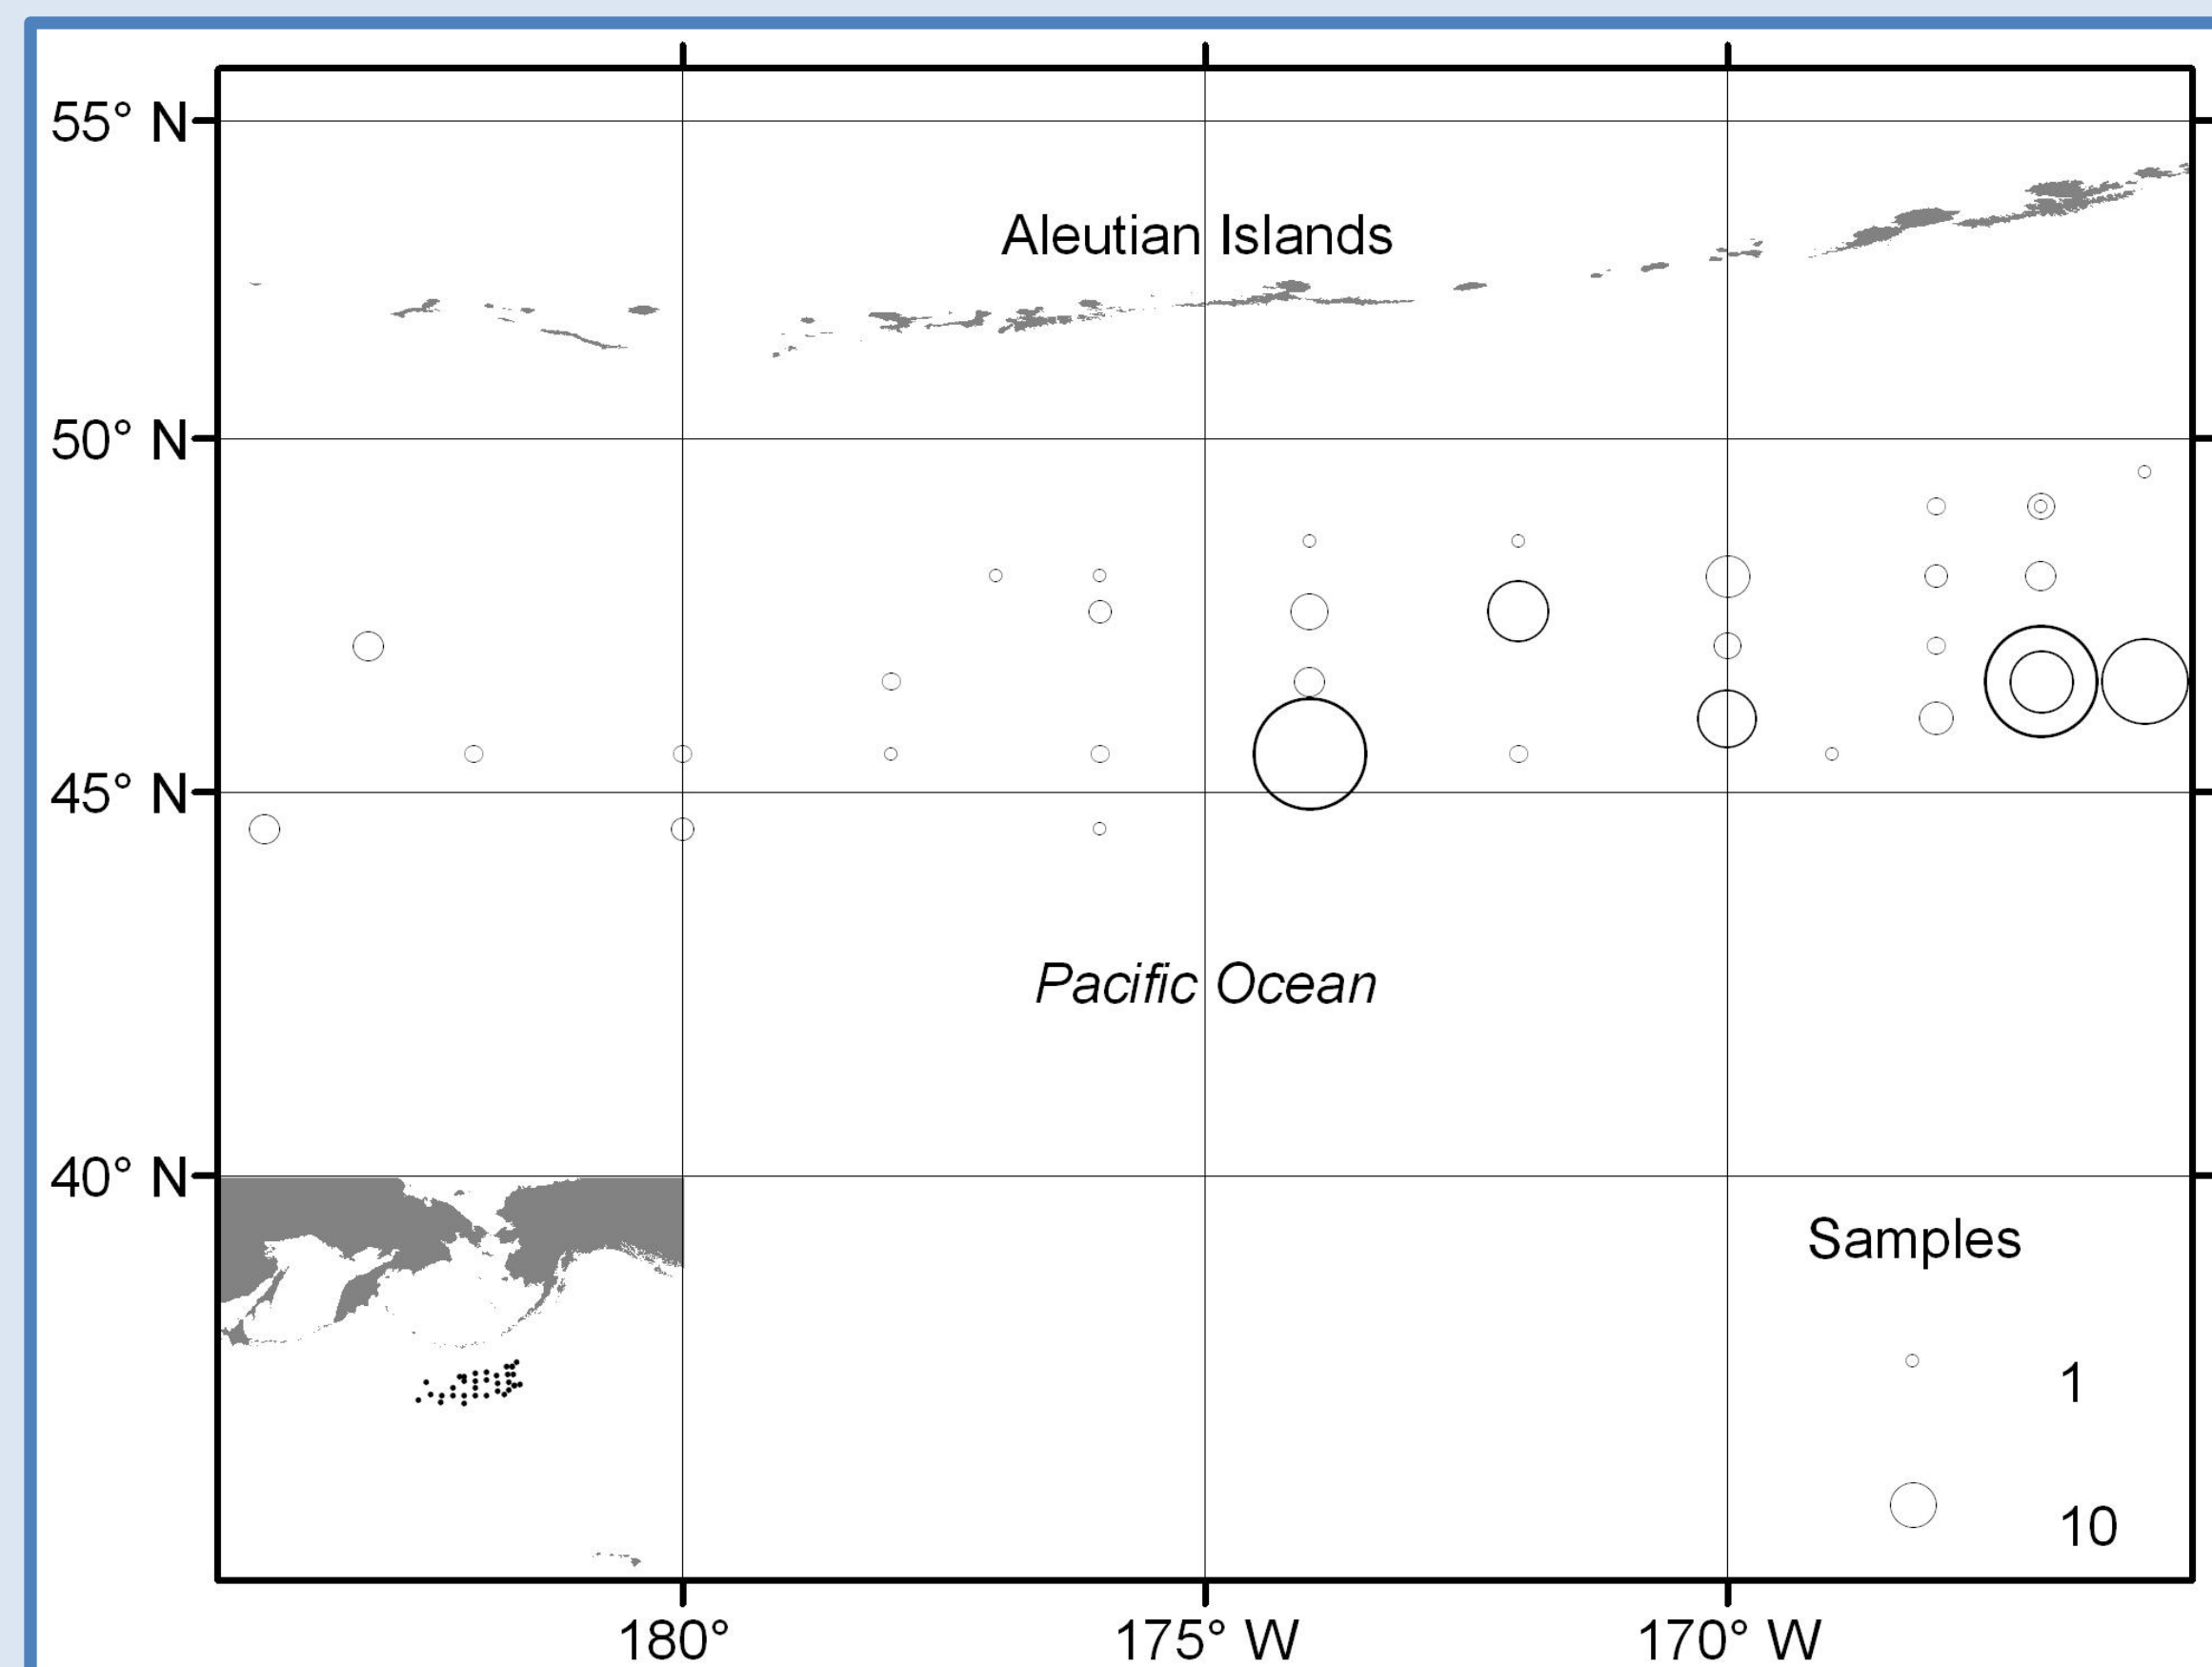 55° N
Aleutian Islands
50° N
45° N
Pacific Ocean
40° N
Samples
1
10
180°
175° W
170° W